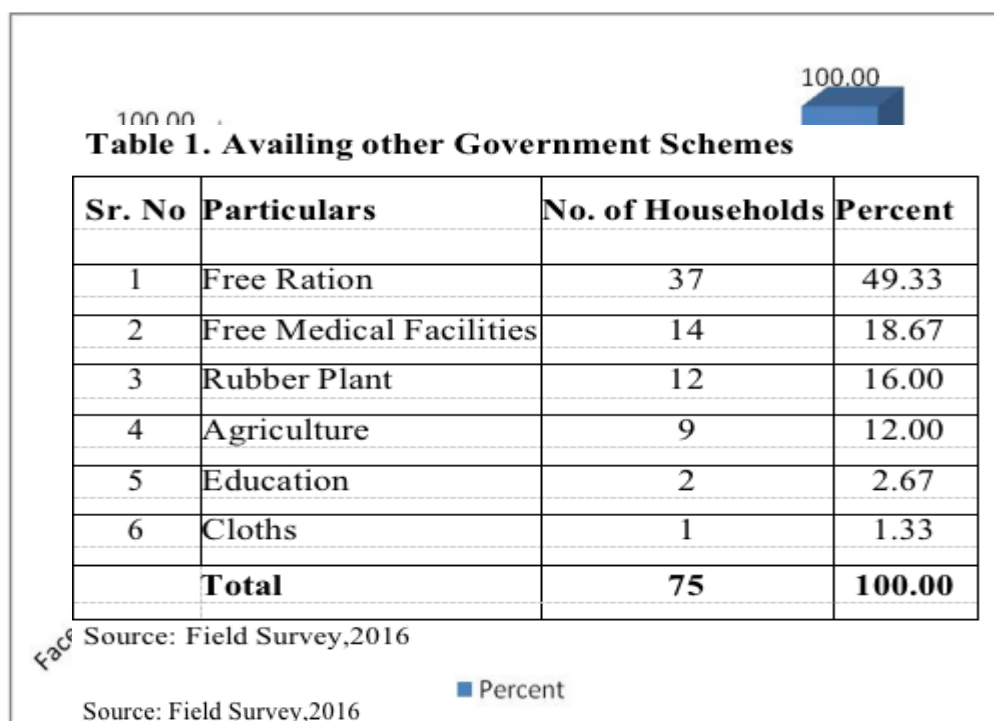 100.00
100.00
Table 1. Availing other Government Schemes
Sr. No Particulars No. of Households Percent
1 Free Ration 37 49.33
2 Free Medical Facilities 14 18.67
3 Rubber Plant 12 16.00
4 Agriculture 9 12.00
5 Education 2 2.67
6 Cloths 1 1.33
Total 75 100.00
Source: Field Survey,2016
Percent
Source: Field Survey,2016